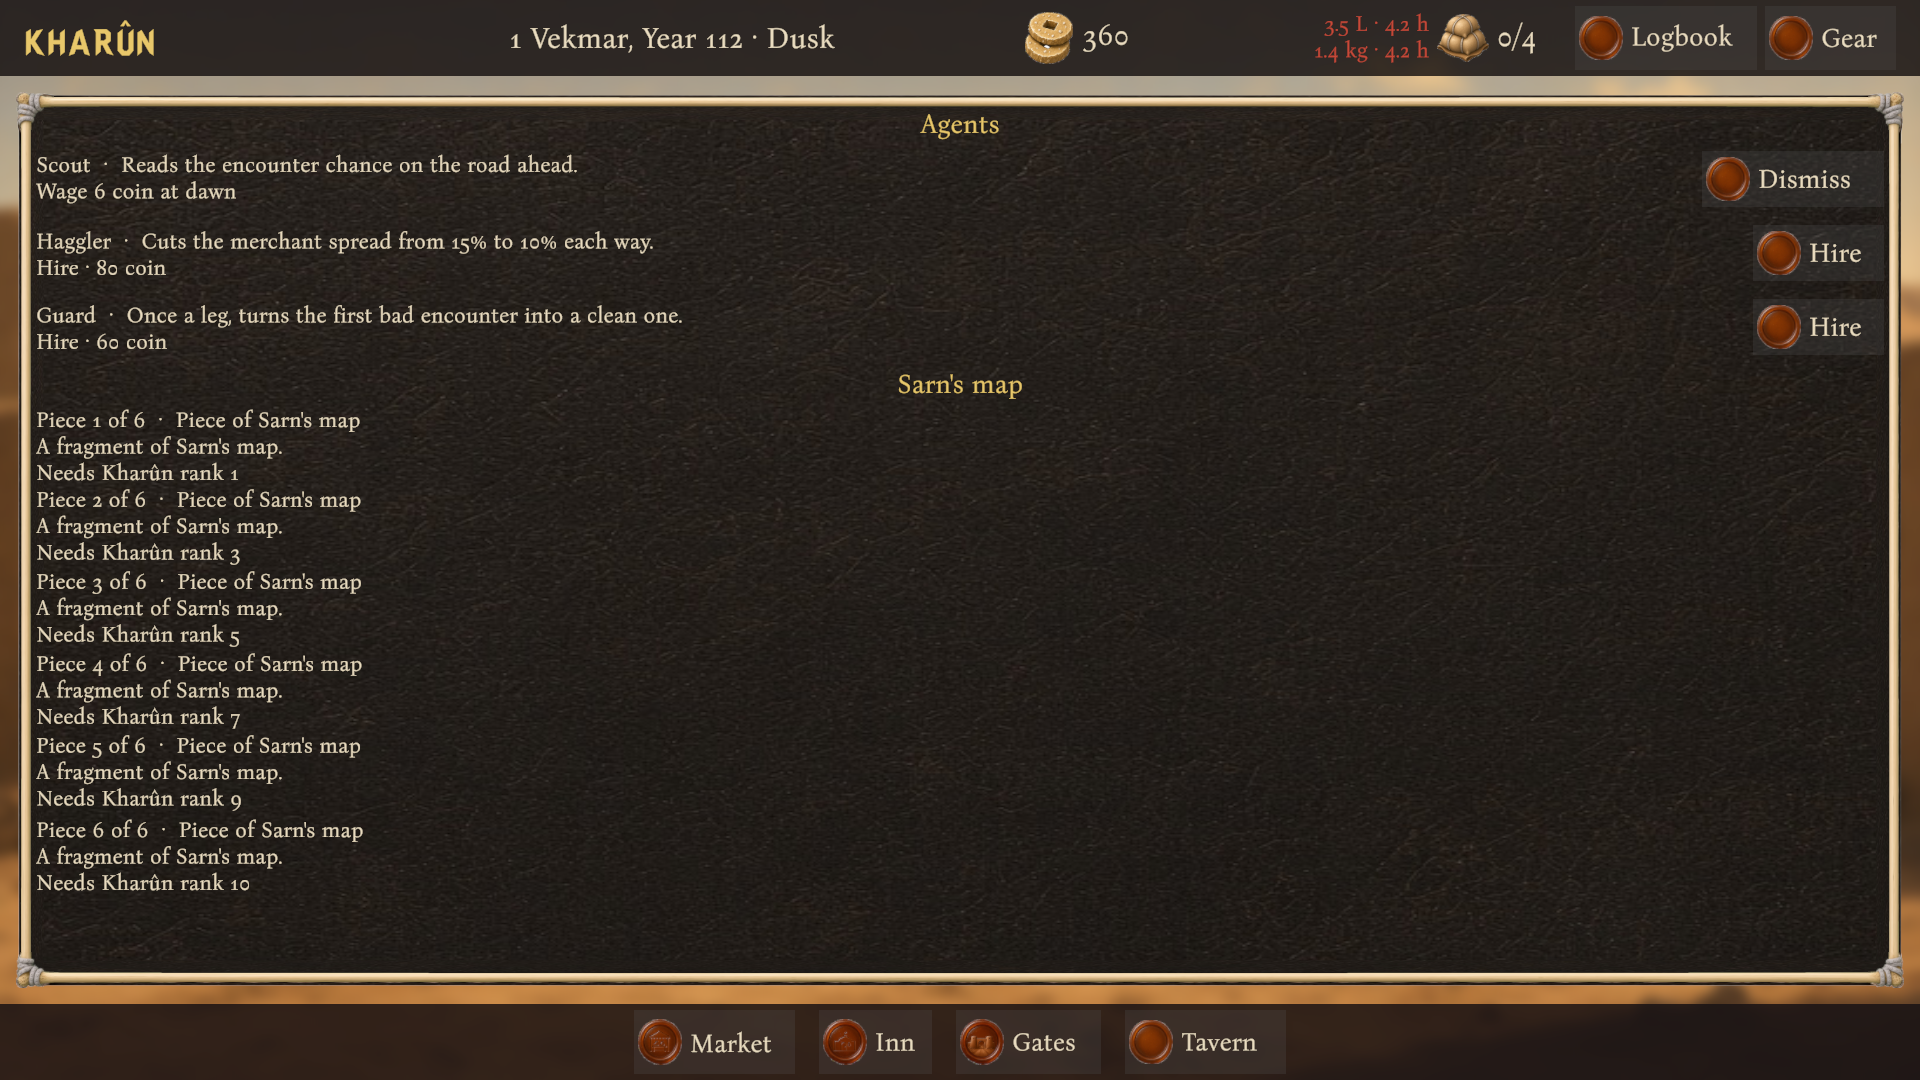 KHARÛN
1 Vekmar, Year 112 · Dusk
360
3.5 L · 4.2 h
1.4 kg · 4.2 h
0/4
Logbook
Gear
Agents
Scout · Reads the encounter chance on the road ahead.
Wage 6 coin at dawn
Dismiss
Haggler · Cuts the merchant spread from 15% to 10% each way.
Hire · 80 coin
Hire
Guard · Once a leg, turns the first bad encounter into a clean one.
Hire · 60 coin
Hire
Sarn's map
Piece 1 of 6 · Piece of Sarn's map
A fragment of Sarn's map.
Needs Kharûn rank 1
Piece 2 of 6 · Piece of Sarn's map
A fragment of Sarn's map.
Needs Kharûn rank 3
Piece 3 of 6 · Piece of Sarn's map
A fragment of Sarn's map.
Needs Kharûn rank 5
Piece 4 of 6 · Piece of Sarn's map
A fragment of Sarn's map.
Needs Kharûn rank 7
Piece 5 of 6 · Piece of Sarn's map
A fragment of Sarn's map.
Needs Kharûn rank 9
Piece 6 of 6 · Piece of Sarn's map
A fragment of Sarn's map.
Needs Kharûn rank 10
Market
Inn
Gates
Tavern